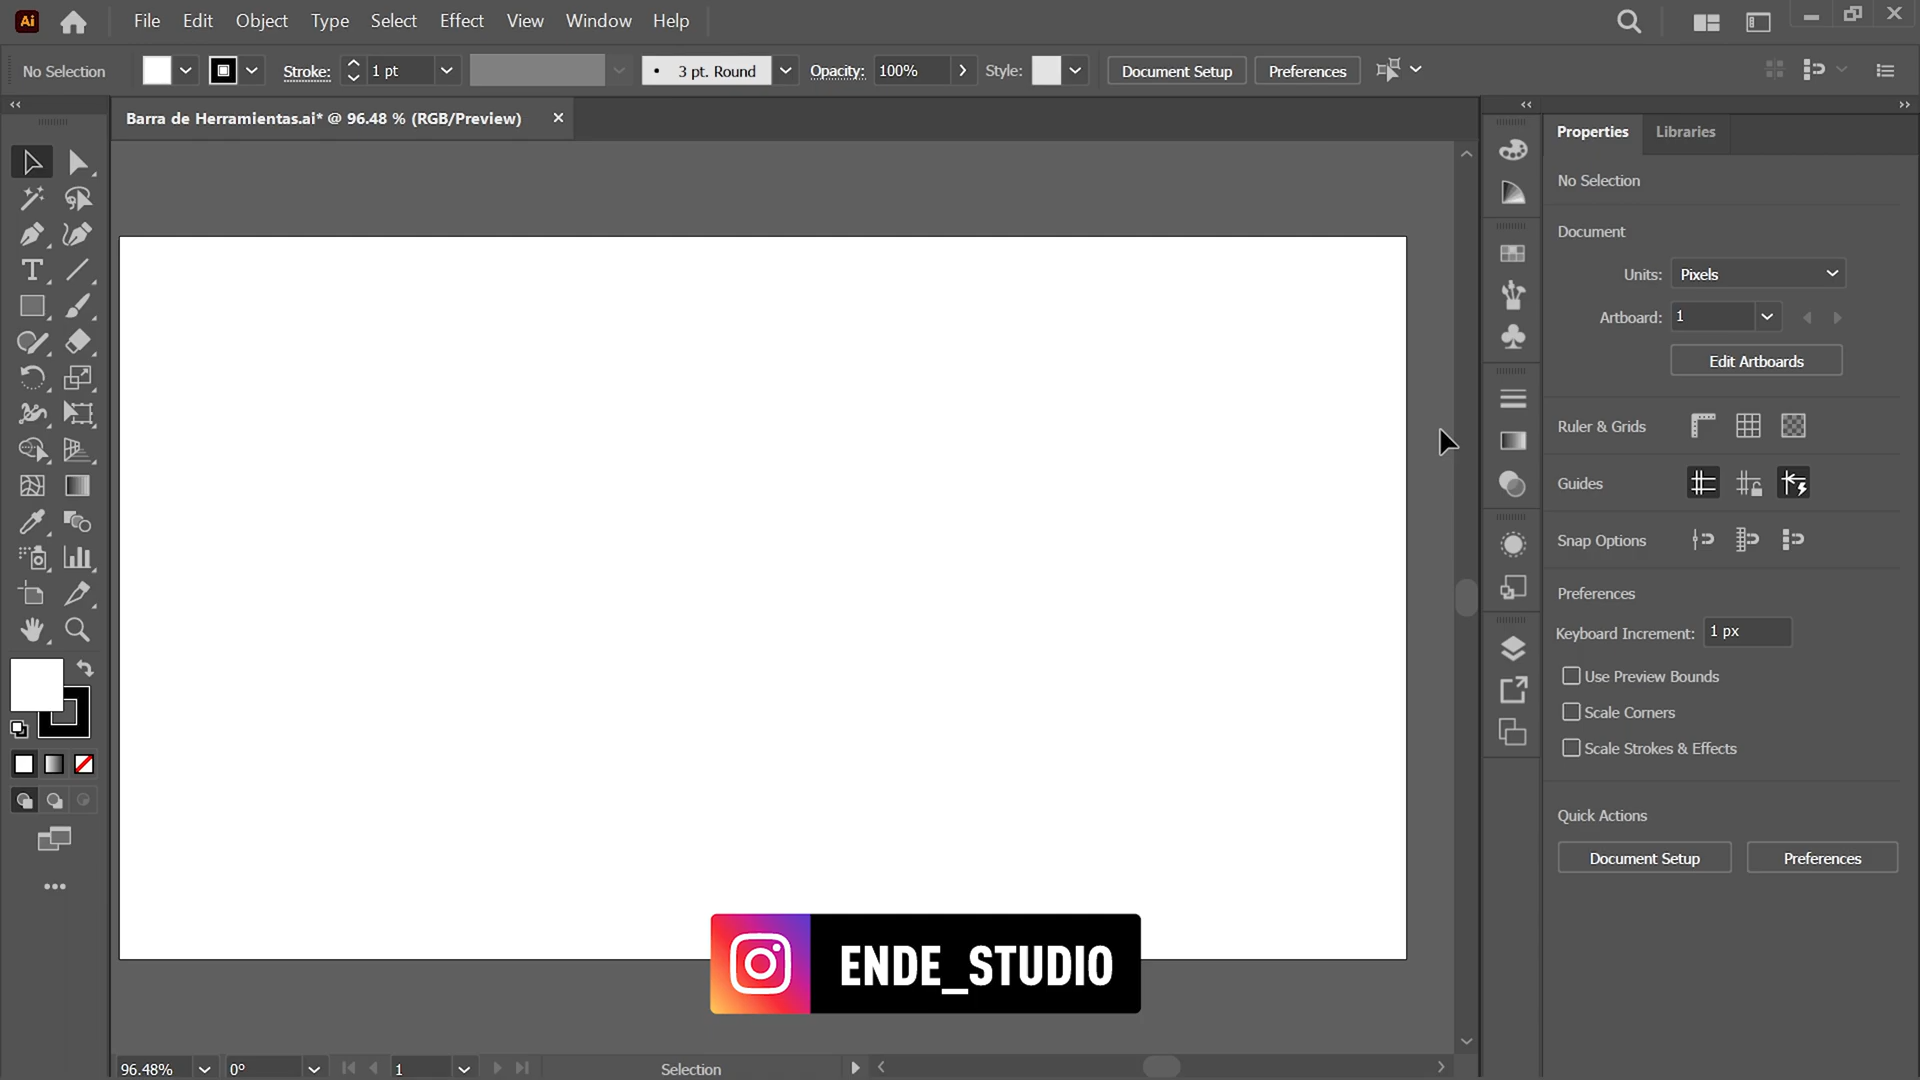 Ai File Edit Object Type Select Effect View Window Help
No Selection Stroke: 1 pt 3 pt. Round Opacity: 100% Style: Document Setup Preferences
Barra de Herramientas.ai* @ 96.48 % (RGB/Preview)
Properties Libraries
No Selection
Document
Units: Pixels
Artboard: 1
Edit Artboards
Ruler & Grids
Guides
Snap Options
Preferences
Keyboard Increment: 1 px
Use Preview Bounds
Scale Corners
Scale Strokes & Effects
Quick Actions
Document Setup Preferences
ENDE_STUDIO
96.48% 0° 1 Selection